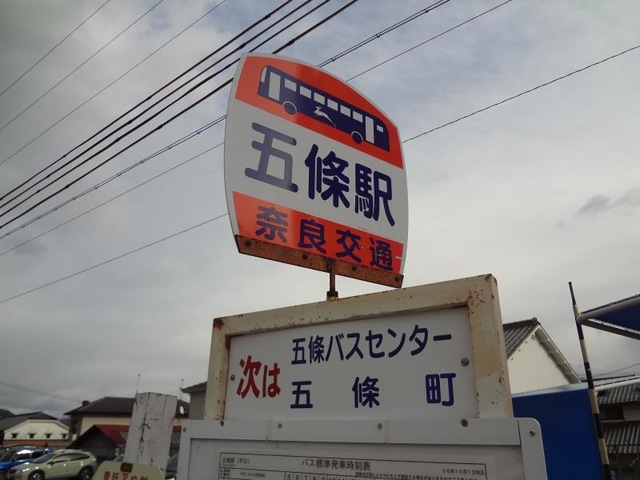 五條駅
奈良交通
次は
五條バスセンター
五條町
バス標準発車時刻表